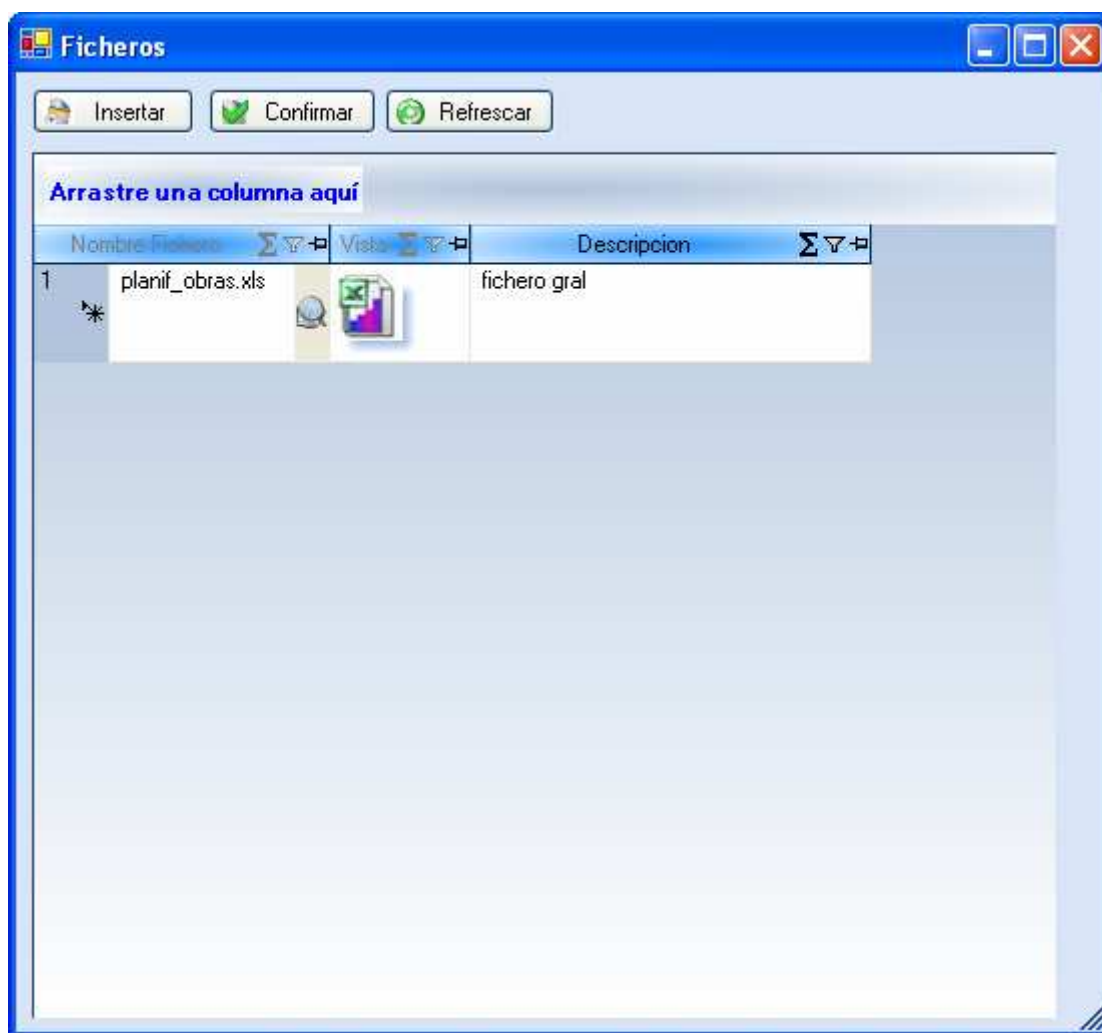 Ficheros
Insertar Confirmar Refrescar
Arrastre una columna aquí
Nombre Fichero Σ Vista Σ Descripcion Σ
1 planif_obras.xls fichero gral